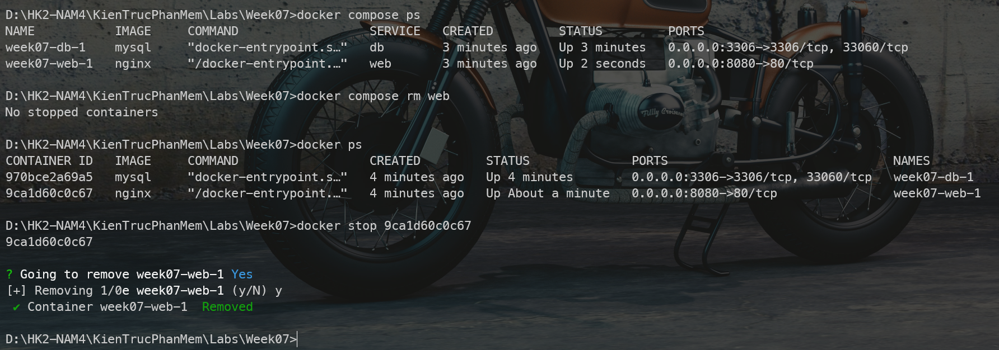 D:\HK2-NAM4\KienTrucPhanMem\Labs\Week07>docker compose ps
NAME IMAGE COMMAND SERVICE CREATED STATUS PORTS
week07-db-1 mysql "docker-entrypoint.s…" db 3 minutes ago Up 3 minutes 0.0.0.0:3306->3306/tcp, 33060/tcp
week07-web-1 nginx "/docker-entrypoint.…" web 3 minutes ago Up 2 seconds 0.0.0.0:8080->80/tcp
D:\HK2-NAM4\KienTrucPhanMem\Labs\Week07>docker compose rm web
No stopped containers
D:\HK2-NAM4\KienTrucPhanMem\Labs\Week07>docker ps
CONTAINER ID IMAGE COMMAND CREATED STATUS PORTS NAMES
970bce2a69a5 mysql "docker-entrypoint.s…" 4 minutes ago Up 4 minutes 0.0.0.0:3306->3306/tcp, 33060/tcp week07-db-1
9ca1d60c0c67 nginx "/docker-entrypoint.…" 4 minutes ago Up About a minute 0.0.0.0:8080->80/tcp week07-web-1
D:\HK2-NAM4\KienTrucPhanMem\Labs\Week07>docker stop 9ca1d60c0c67
9ca1d60c0c67
? Going to remove week07-web-1 Yes
[+] Removing 1/0e week07-web-1 (y/N) y
✔ Container week07-web-1 Removed
D:\HK2-NAM4\KienTrucPhanMem\Labs\Week07>